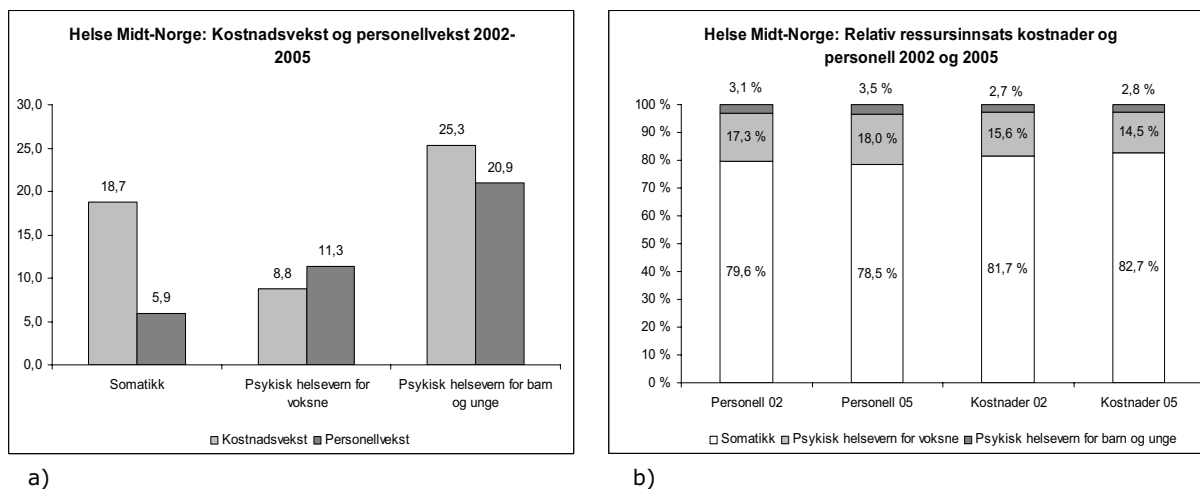 Helse Midt-Norge: Kostnadsvekst og personellvekst 2002-
2005
30,0
25,0
20,0
15,0
10,0
5,0
0,0
18,7
5,9
8,8
11,3
25,3
20,9
Somatikk
Psykisk helsevern for
voksne
Psykisk helsevern for barn
og unge
Kostnadsvekst
Personellvekst
a)
Helse Midt-Norge: Relativ ressursinnsats kostnader og
personell 2002 og 2005
100 %
90 %
80 %
70 %
60 %
50 %
40 %
30 %
20 %
10 %
0 %
3,1 %
3,5 %
2,7 %
2,8 %
17,3 %
18,0 %
15,6 %
14,5 %
79,6 %
78,5 %
81,7 %
82,7 %
Personell 02
Personell 05
Kostnader 02
Kostnader 05
Somatikk
Psykisk helsevern for voksne
Psykisk helsevern for barn og unge
b)